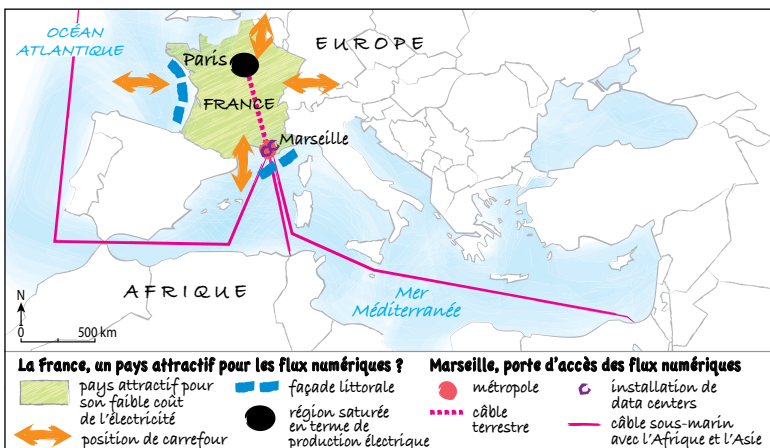 OCÉAN
ATLANTIQUE
EUROPE
Paris
FRANCE
Marseille
AFRIQUE
Mer
Méditerranée
N
0 500 km
La France, un pays attractif pour les flux numériques ?
pays attractif pour
son faible coût
de l'électricité
position de carrefour
façade littorale
région saturée
en terme de
production électrique
Marseille, porte d'accès des flux numériques
métropole
câble
terrestre
installation de
data centers
câble sous-marin
avec l'Afrique et l'Asie